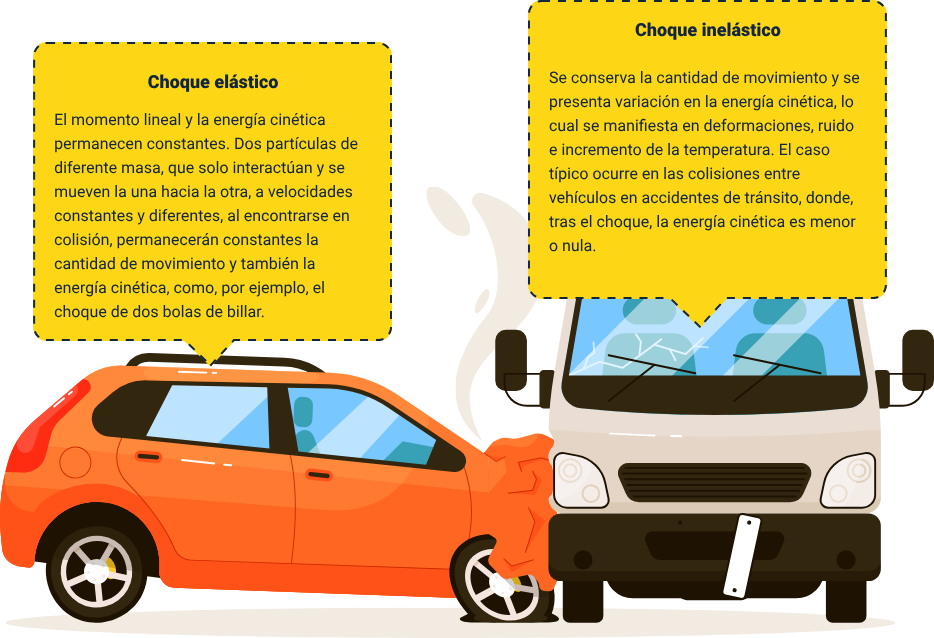 Choque elástico
El momento lineal y la energía cinética
permanecen constantes. Dos partículas de
diferente masa, que solo interactúan y se
mueven la una hacia la otra, a velocidades
constantes y diferentes, al encontrarse en
colisión, permanecerán constantes la
cantidad de movimiento y también la
energía cinética, como, por ejemplo, el
choque de dos bolas de billar.
Choque inelástico
Se conserva la cantidad de movimiento y se
presenta variación en la energía cinética, lo
cual se manifiesta en deformaciones, ruido
e incremento de la temperatura. El caso
típico ocurre en las colisiones entre
vehículos en accidentes de tránsito, donde,
tras el choque, la energía cinética es menor
o nula.